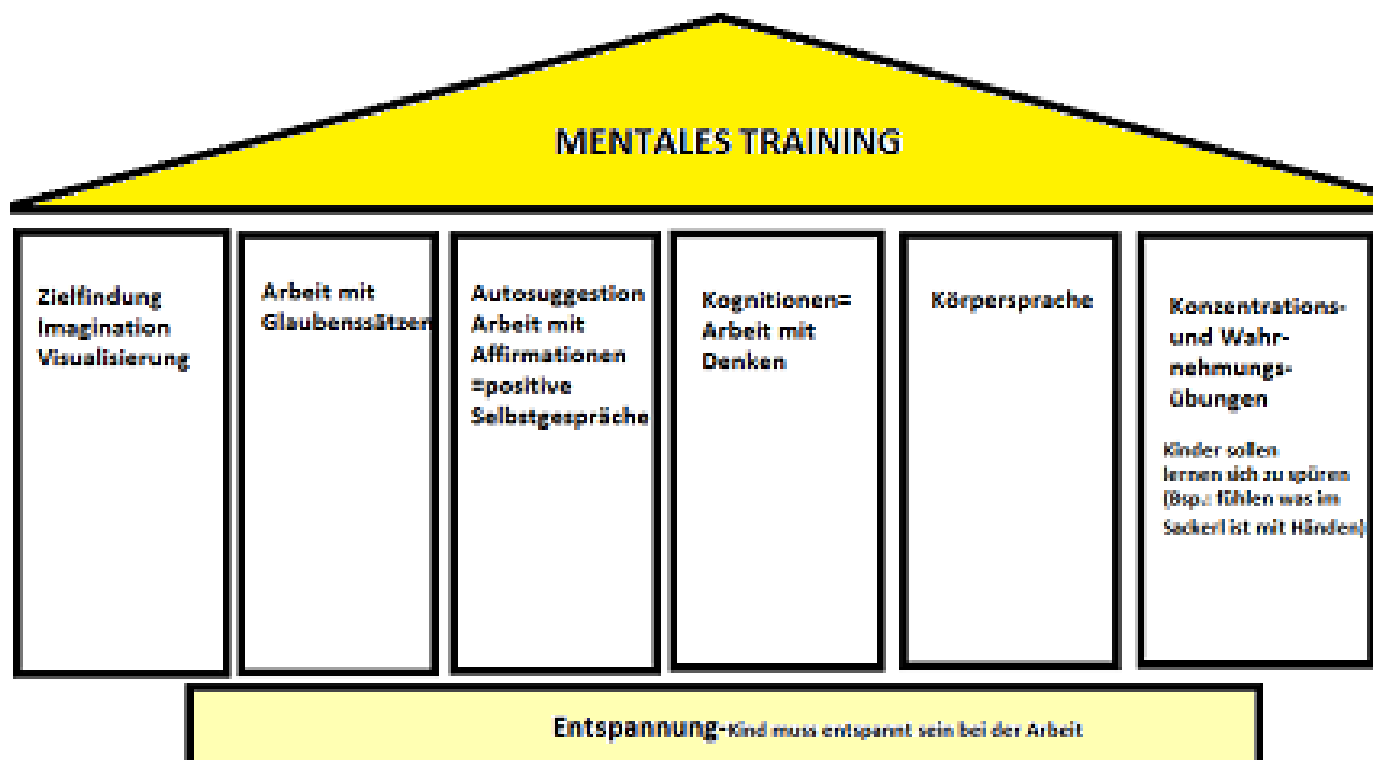 MENTALES TRAINING
Zielfindung
Imagination
Visualisierung
Arbeit mit
Glaubenssätzen
Autosuggestion
Arbeit mit
Affirmationen
=positive
Selbstgespräche
Kognitionen=
Arbeit mit
Denken
Körpersprache
Konzentrations-
und Wahr-
nehmungs-
übungen
Kinder sollen
lernen sich zu spüren
(Bsp.: fühlen was im
Sackerl ist mit Händen)
Entspannung-Kind muss entspannt sein bei der Arbeit